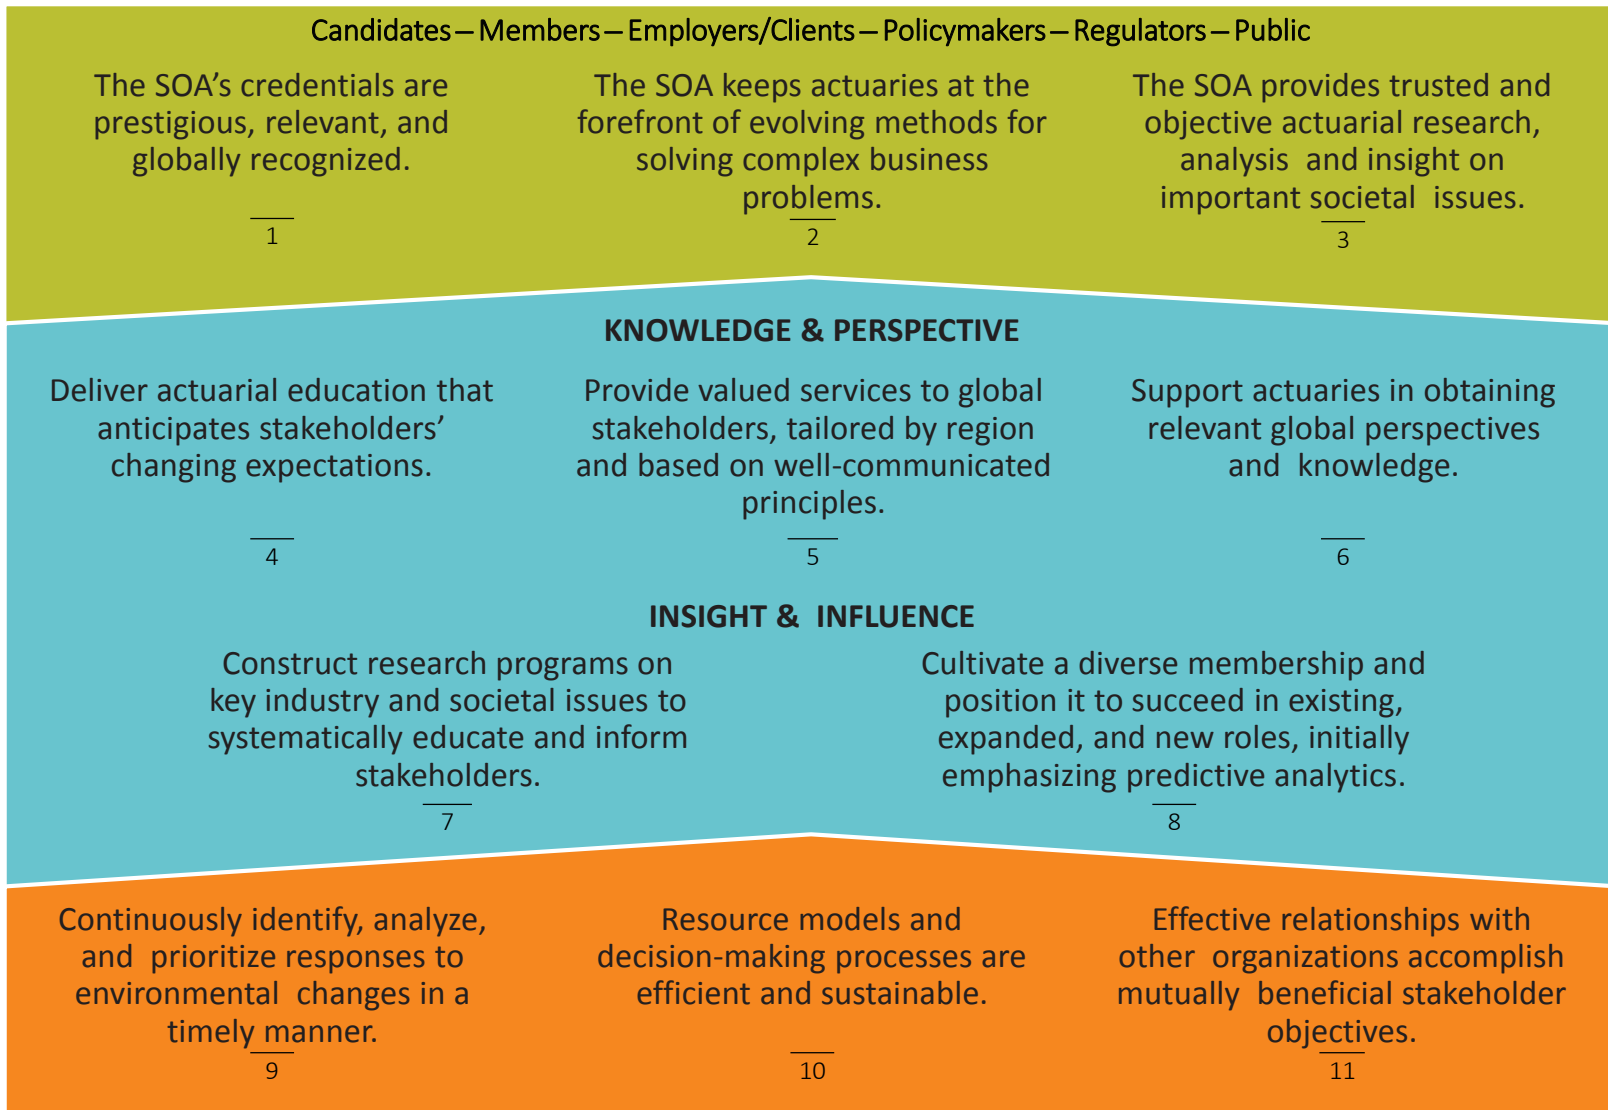 Candidates – Members – Employers/Clients – Policymakers – Regulators – Public
The SOA’s credentials are
prestigious, relevant, and
globally recognized.
1
The SOA keeps actuaries at the
forefront of evolving methods for
solving complex business
problems.
2
The SOA provides trusted and
objective actuarial research,
analysis and insight on
important societal issues.
3
KNOWLEDGE & PERSPECTIVE
Deliver actuarial education that
anticipates stakeholders’
changing expectations.
4
Provide valued services to global
stakeholders, tailored by region
and based on well-communicated
principles.
5
Support actuaries in obtaining
relevant global perspectives
and knowledge.
6
INSIGHT & INFLUENCE
Construct research programs on
key industry and societal issues to
systematically educate and inform
stakeholders.
7
Cultivate a diverse membership and
position it to succeed in existing,
expanded, and new roles, initially
emphasizing predictive analytics.
8
Continuously identify, analyze,
and prioritize responses to
environmental changes in a
timely manner.
9
Resource models and
decision-making processes are
efficient and sustainable.
10
Effective relationships with
other organizations accomplish
mutually beneficial stakeholder
objectives.
11